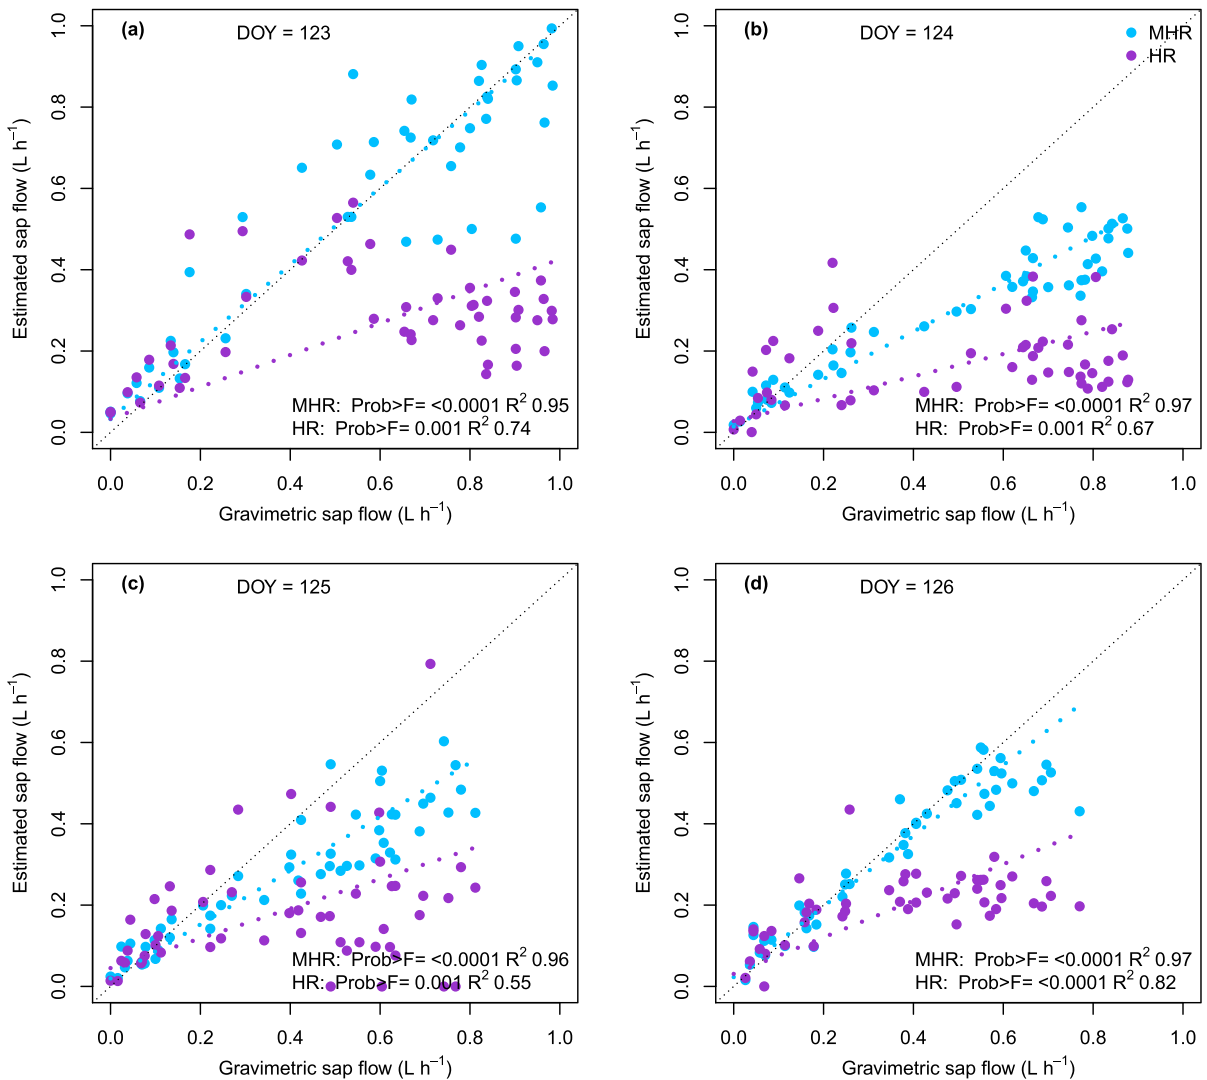 (a) DOY = 123
1.0
0.8
0.6
0.4
0.2
0.0
Estimated sap flow (L h⁻¹)
MHR: Prob>F= <0.0001 R² 0.95
HR: Prob>F= 0.001 R² 0.74
0.0 0.2 0.4 0.6 0.8 1.0
Gravimetric sap flow (L h⁻¹)
(b) DOY = 124
MHR
HR
1.0
0.8
0.6
0.4
0.2
0.0
Estimated sap flow (L h⁻¹)
MHR: Prob>F= <0.0001 R² 0.97
HR: Prob>F= 0.001 R² 0.67
0.0 0.2 0.4 0.6 0.8 1.0
Gravimetric sap flow (L h⁻¹)
(c) DOY = 125
1.0
0.8
0.6
0.4
0.2
0.0
Estimated sap flow (L h⁻¹)
MHR: Prob>F= <0.0001 R² 0.96
HR: Prob>F= 0.001 R² 0.55
0.0 0.2 0.4 0.6 0.8 1.0
Gravimetric sap flow (L h⁻¹)
(d) DOY = 126
1.0
0.8
0.6
0.4
0.2
0.0
Estimated sap flow (L h⁻¹)
MHR: Prob>F= <0.0001 R² 0.97
HR: Prob>F= <0.0001 R² 0.82
0.0 0.2 0.4 0.6 0.8 1.0
Gravimetric sap flow (L h⁻¹)